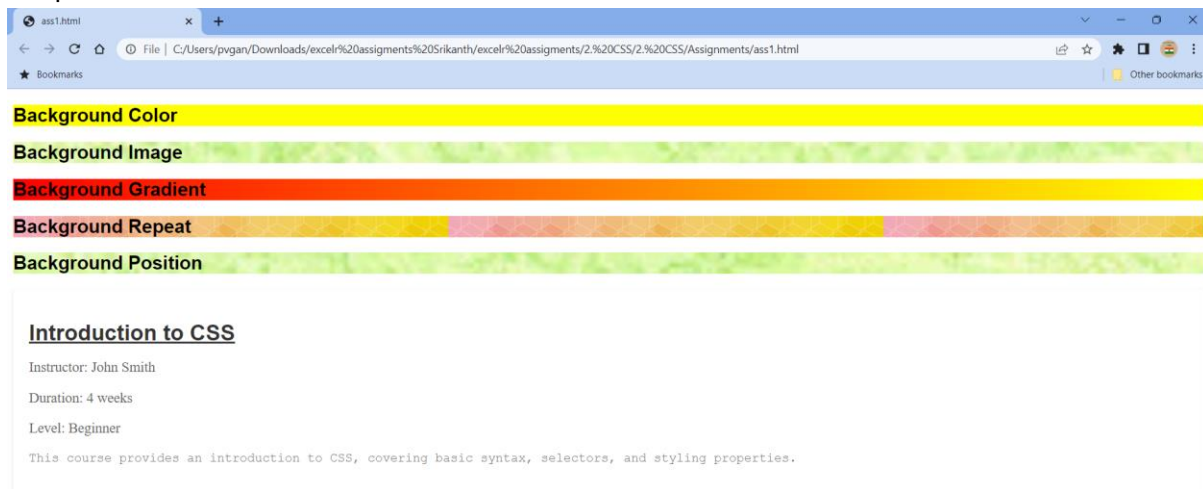 ass1.html
File | C:/Users/pvgan/Downloads/excelr%20assigments%20Srikanth/excelr%20assigments/2.%20CSS/2.%20CSS/Assignments/ass1.html
Bookmarks
Other bookmarks
Background Color
Background Image
Background Gradient
Background Repeat
Background Position
Introduction to CSS
Instructor: John Smith
Duration: 4 weeks
Level: Beginner
This course provides an introduction to CSS, covering basic syntax, selectors, and styling properties.